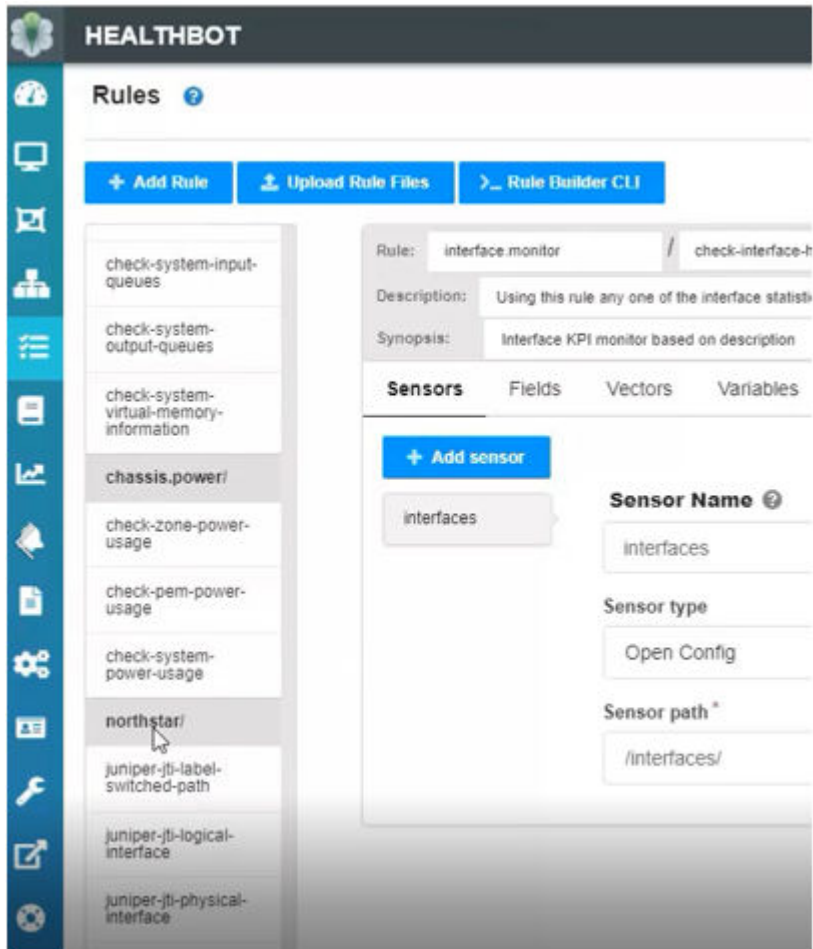 HEALTHBOT
Rules
+ Add Rule
Upload Rule Files
>_ Rule Builder CLI
check-system-input-
queues
check-system-
output-queues
check-system-
virtual-memory-
information
chassis.power/
check-zone-power-
usage
check-pem-power-
usage
check-system-
power-usage
northstar/
juniper-jti-label-
switched-path
juniper-jti-logical-
interface
juniper-jti-physical-
interface
Rule: interface.monitor / check-interface-h
Description: Using this rule any one of the interface statisti
Synopsis: Interface KPI monitor based on description
Sensors Fields Vectors Variables
+ Add sensor
interfaces
Sensor Name
interfaces
Sensor type
Open Config
Sensor path *
/interfaces/